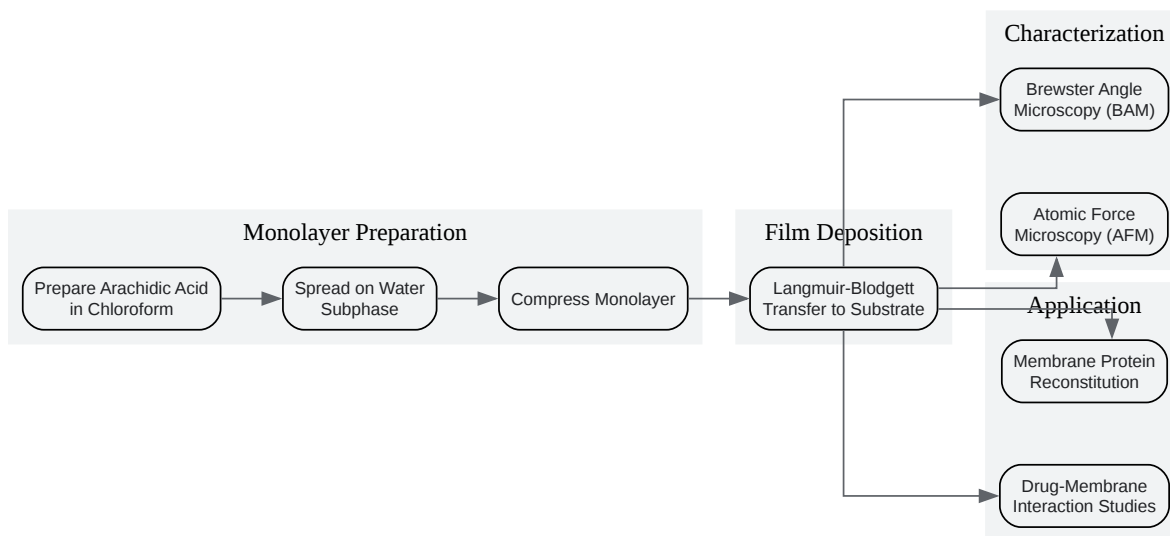 Monolayer Preparation
Prepare Arachidic Acid
in Chloroform
Spread on Water
Subphase
Compress Monolayer
Film Deposition
Langmuir-Blodgett
Transfer to Substrate
Characterization
Brewster Angle
Microscopy (BAM)
Atomic Force
Microscopy (AFM)
Application
Membrane Protein
Reconstitution
Drug-Membrane
Interaction Studies